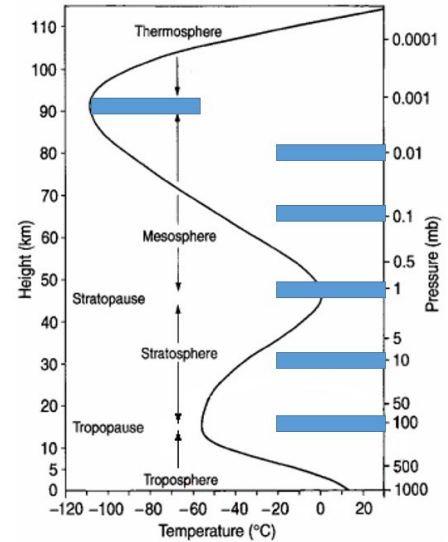 110
100
90
80
70
60
50
40
30
20
10
5
0
Height (km)
Thermosphere
Mesosphere
Stratopause
Stratosphere
Tropopause
Troposphere
0.0001
0.001
0.01
0.1
0.5
1
5
10
50
100
500
1000
Pressure (mb)
−120 −100 −80 −60 −40 −20 0 20
Temperature (°C)